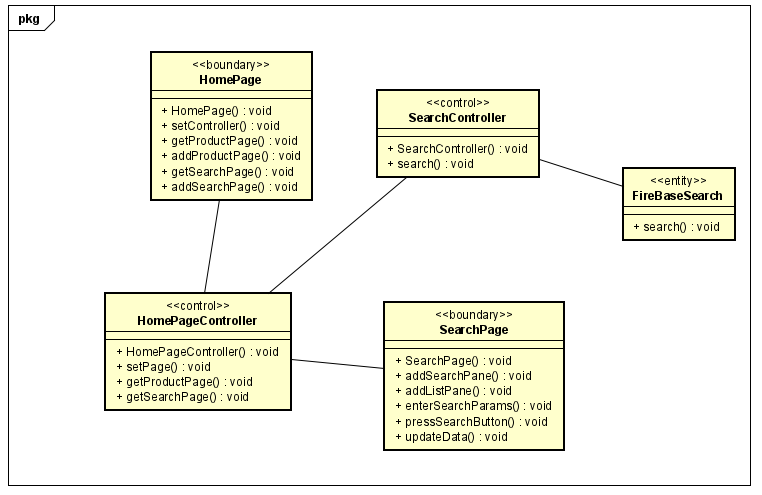 pkg
<<boundary>>
HomePage
+ HomePage() : void
+ setController() : void
+ getProductPage() : void
+ addProductPage() : void
+ getSearchPage() : void
+ addSearchPage() : void
<<control>>
SearchController
+ SearchController() : void
+ search() : void
<<entity>>
FireBaseSearch
+ search() : void
<<control>>
HomePageController
+ HomePageController() : void
+ setPage() : void
+ getProductPage() : void
+ getSearchPage() : void
<<boundary>>
SearchPage
+ SearchPage() : void
+ addSearchPane() : void
+ addListPane() : void
+ enterSearchParams() : void
+ pressSearchButton() : void
+ updateData() : void